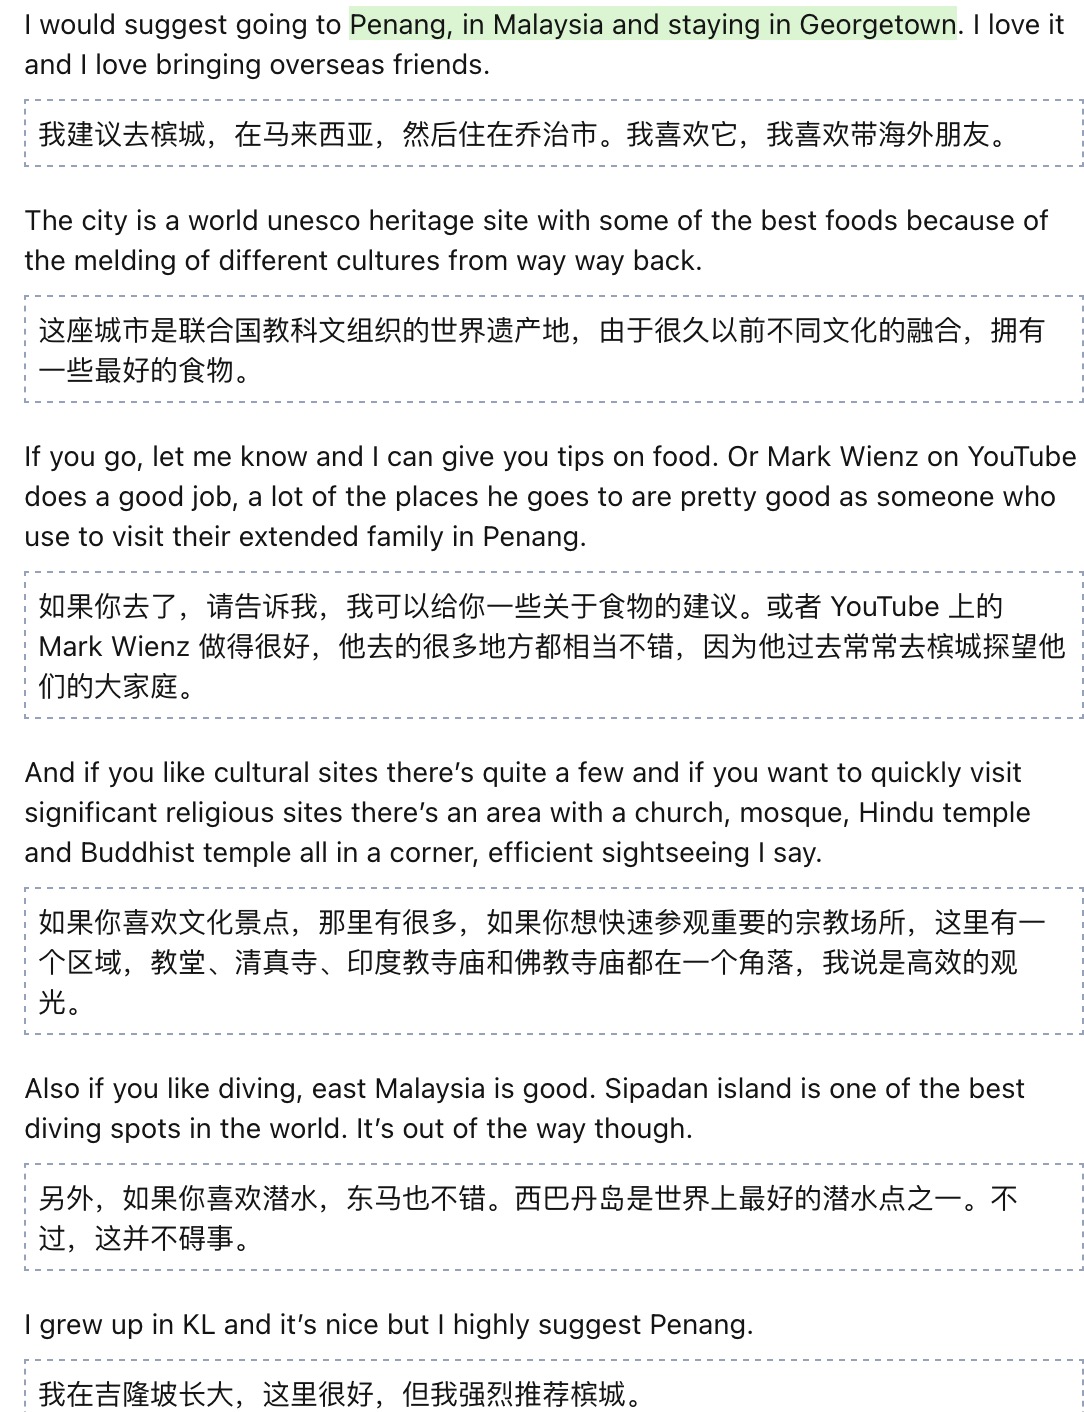 I would suggest going to Penang, in Malaysia and staying in Georgetown. I love it
and I love bringing overseas friends.
我建议去槟城，在马来西亚，然后住在乔治市。我喜欢它，我喜欢带海外朋友。
The city is a world unesco heritage site with some of the best foods because of
the melding of different cultures from way way back.
这座城市是联合国教科文组织的世界遗产地，由于很久以前不同文化的融合，拥有
一些最好的食物。
If you go, let me know and I can give you tips on food. Or Mark Wienz on YouTube
does a good job, a lot of the places he goes to are pretty good as someone who
use to visit their extended family in Penang.
如果你去了，请告诉我，我可以给你一些关于食物的建议。或者 YouTube 上的
Mark Wienz 做得很好，他去的很多地方都相当不错，因为他过去常常去槟城探望他
们的大家庭。
And if you like cultural sites there’s quite a few and if you want to quickly visit
significant religious sites there’s an area with a church, mosque, Hindu temple
and Buddhist temple all in a corner, efficient sightseeing I say.
如果你喜欢文化景点，那里有很多，如果你想快速参观重要的宗教场所，这里有一
个区域，教堂、清真寺、印度教寺庙和佛教寺庙都在一个角落，我说是高效的观
光。
Also if you like diving, east Malaysia is good. Sipadan island is one of the best
diving spots in the world. It’s out of the way though.
另外，如果你喜欢潜水，东马也不错。西巴丹岛是世界上最好的潜水点之一。不
过，这并不碍事。
I grew up in KL and it’s nice but I highly suggest Penang.
我在吉隆坡长大，这里很好，但我强烈推荐槟城。